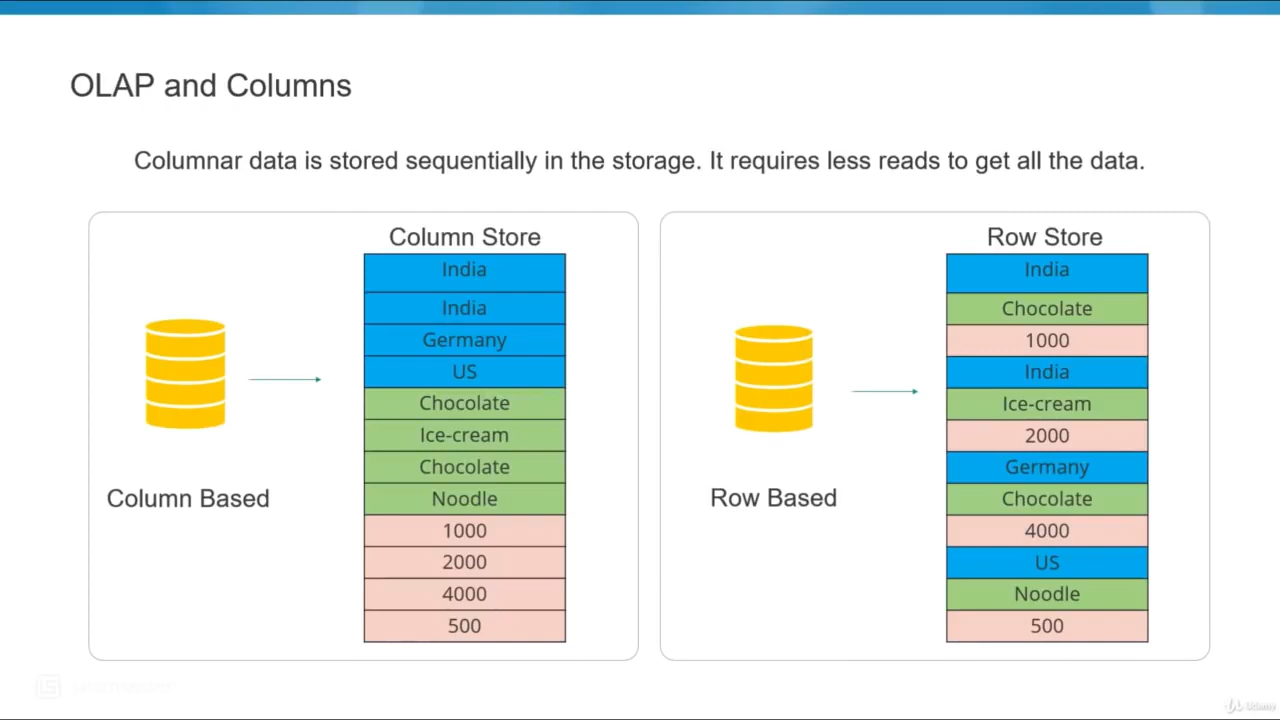 OLAP and Columns
Columnar data is stored sequentially in the storage. It requires less reads to get all the data.
Column Store
India
India
Germany
US
Chocolate
Ice-cream
Chocolate
Noodle
1000
2000
4000
500
Column Based
Row Store
India
Chocolate
1000
India
Ice-cream
2000
Germany
Chocolate
4000
US
Noodle
500
Row Based
Udemy